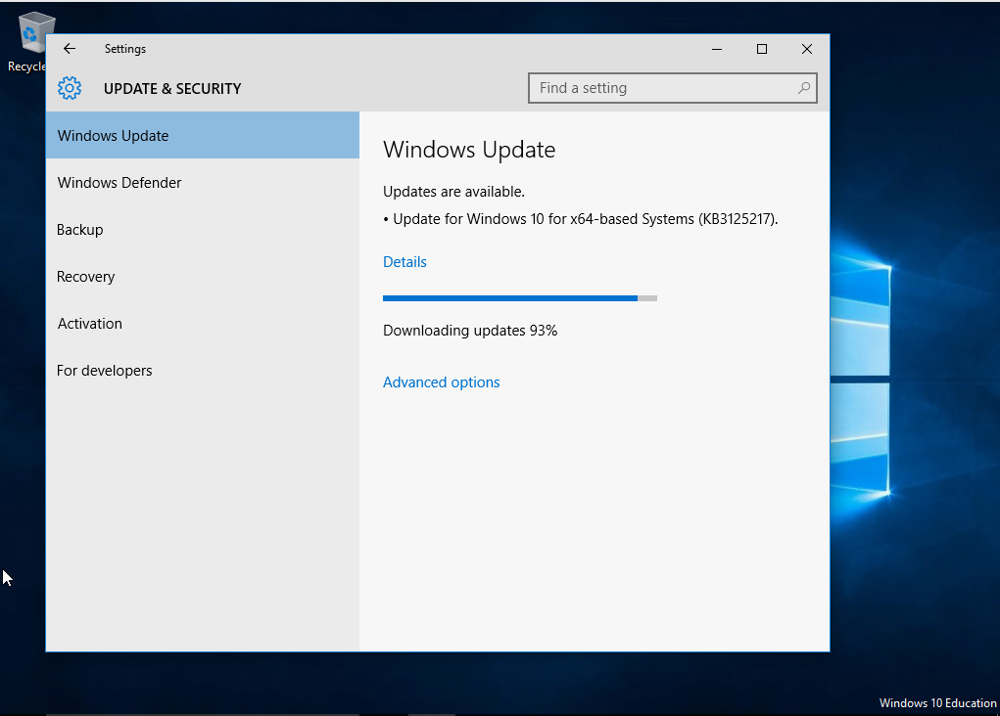 Recycle
Settings
UPDATE & SECURITY
Find a setting
Windows Update
Windows Defender
Backup
Recovery
Activation
For developers
Windows Update
Updates are available.
• Update for Windows 10 for x64-based Systems (KB3125217).
Details
Downloading updates 93%
Advanced options
Windows 10 Education